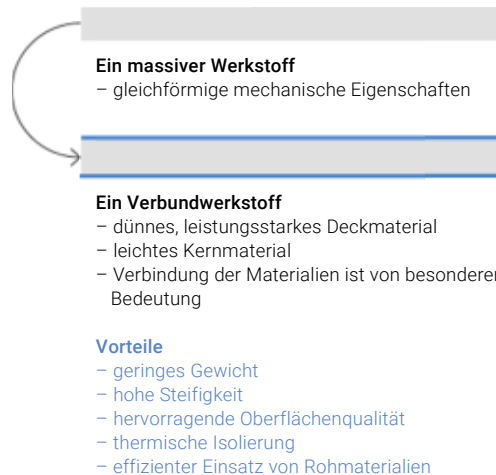 Ein massiver Werkstoff
– gleichförmige mechanische Eigenschaften
Ein Verbundwerkstoff
– dünnes, leistungsstarkes Deckmaterial
– leichtes Kernmaterial
– Verbindung der Materialien ist von besonderer
Bedeutung
Vorteile
– geringes Gewicht
– hohe Steifigkeit
– hervorragende Oberflächenqualität
– thermische Isolierung
– effizienter Einsatz von Rohmaterialien